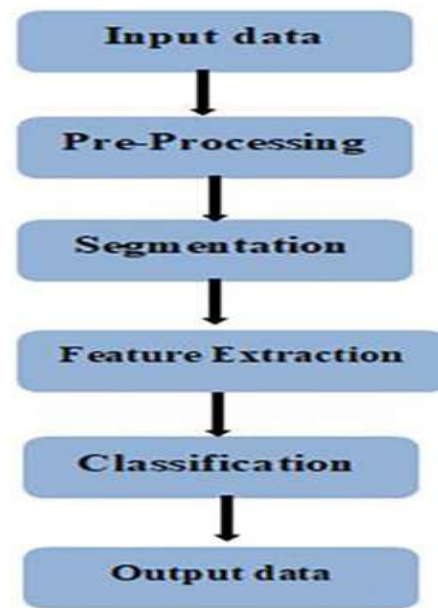 Input data
Pre-Processing
Segmentation
Feature Extraction
Classification
Output data